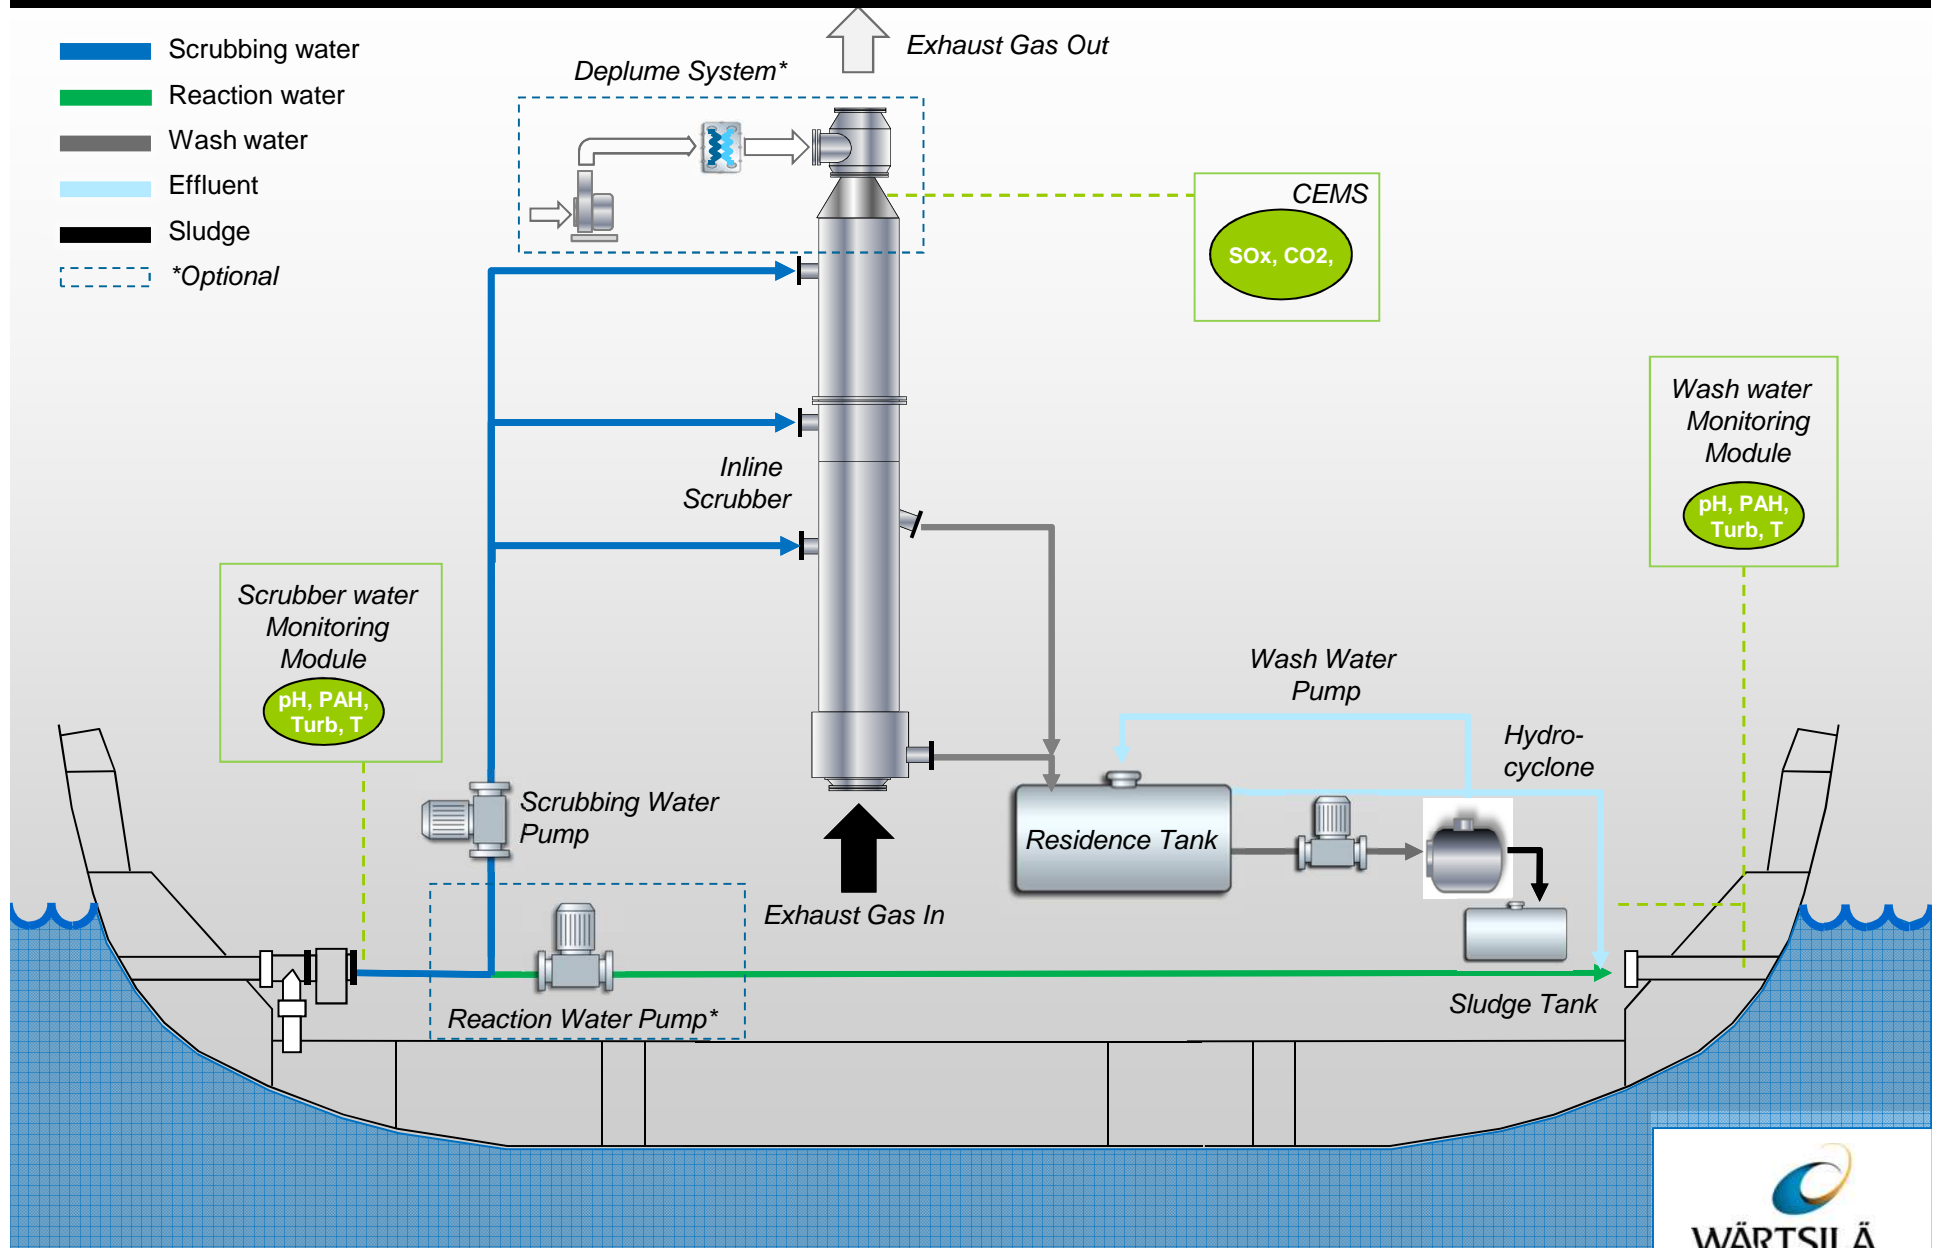 Scrubbing water
Reaction water
Wash water
Effluent
Sludge
*Optional
Exhaust Gas Out
Deplume System*
CEMS
SOx, CO2,
Wash water
Monitoring
Module
pH, PAH,
Turb, T
Inline
Scrubber
Scrubber water
Monitoring
Module
pH, PAH,
Turb, T
Wash Water
Pump
Hydro-
cyclone
Scrubbing Water
Pump
Residence Tank
Exhaust Gas In
Reaction Water Pump*
Sludge Tank
WÄRTSILÄ